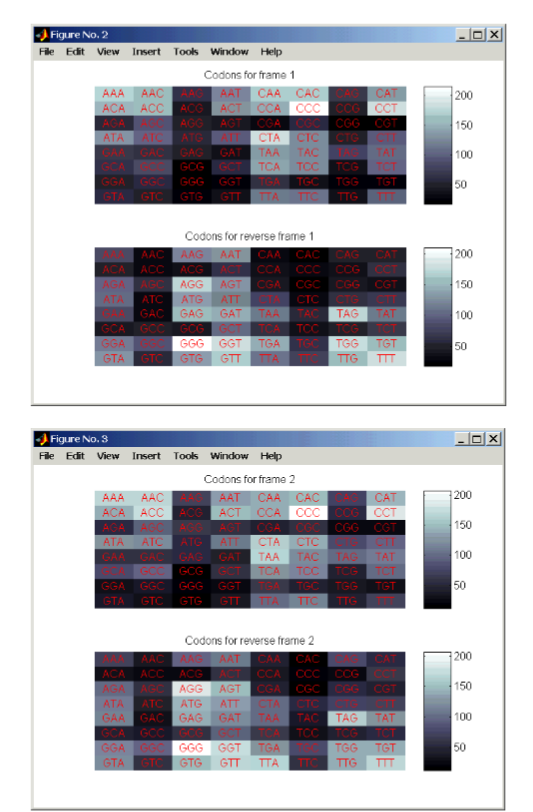 Figure No. 2
File Edit View Insert Tools Window Help
Codons for frame 1
AAA AAC AAG AAT CAA CAC CAG CAT
ACA ACC ACG ACT CCA CCC CCG CCT
AGA AGC AGG AGT CGA CGC CGG CGT
ATA ATC ATG ATT CTA CTC CTG CTT
GAA GAC GAG GAT TAA TAC TAG TAT
GCA GCC GCG GCT TCA TCC TCG TCT
GGA GGC GGG GGT TGA TGC TGG TGT
GTA GTC GTG GTT TTA TTC TTG TTT
200
150
100
50
Codons for reverse frame 1
AAA AAC AAG AAT CAA CAC CAG CAT
ACA ACC ACG ACT CCA CCC CCG CCT
AGA AGC AGG AGT CGA CGC CGG CGT
ATA ATC ATG ATT CTA CTC CTG CTT
GAA GAC GAG GAT TAA TAC TAG TAT
GCA GCC GCG GCT TCA TCC TCG TCT
GGA GGC GGG GGT TGA TGC TGG TGT
GTA GTC GTG GTT TTA TTC TTG TTT
200
150
100
50
Figure No. 3
File Edit View Insert Tools Window Help
Codons for frame 2
AAA AAC AAG AAT CAA CAC CAG CAT
ACA ACC ACG ACT CCA CCC CCG CCT
AGA AGC AGG AGT CGA CGC CGG CGT
ATA ATC ATG ATT CTA CTC CTG CTT
GAA GAC GAG GAT TAA TAC TAG TAT
GCA GCC GCG GCT TCA TCC TCG TCT
GGA GGC GGG GGT TGA TGC TGG TGT
GTA GTC GTG GTT TTA TTC TTG TTT
200
150
100
50
Codons for reverse frame 2
AAA AAC AAG AAT CAA CAC CAG CAT
ACA ACC ACG ACT CCA CCC CCG CCT
AGA AGC AGG AGT CGA CGC CGG CGT
ATA ATC ATG ATT CTA CTC CTG CTT
GAA GAC GAG GAT TAA TAC TAG TAT
GCA GCC GCG GCT TCA TCC TCG TCT
GGA GGC GGG GGT TGA TGC TGG TGT
GTA GTC GTG GTT TTA TTC TTG TTT
200
150
100
50